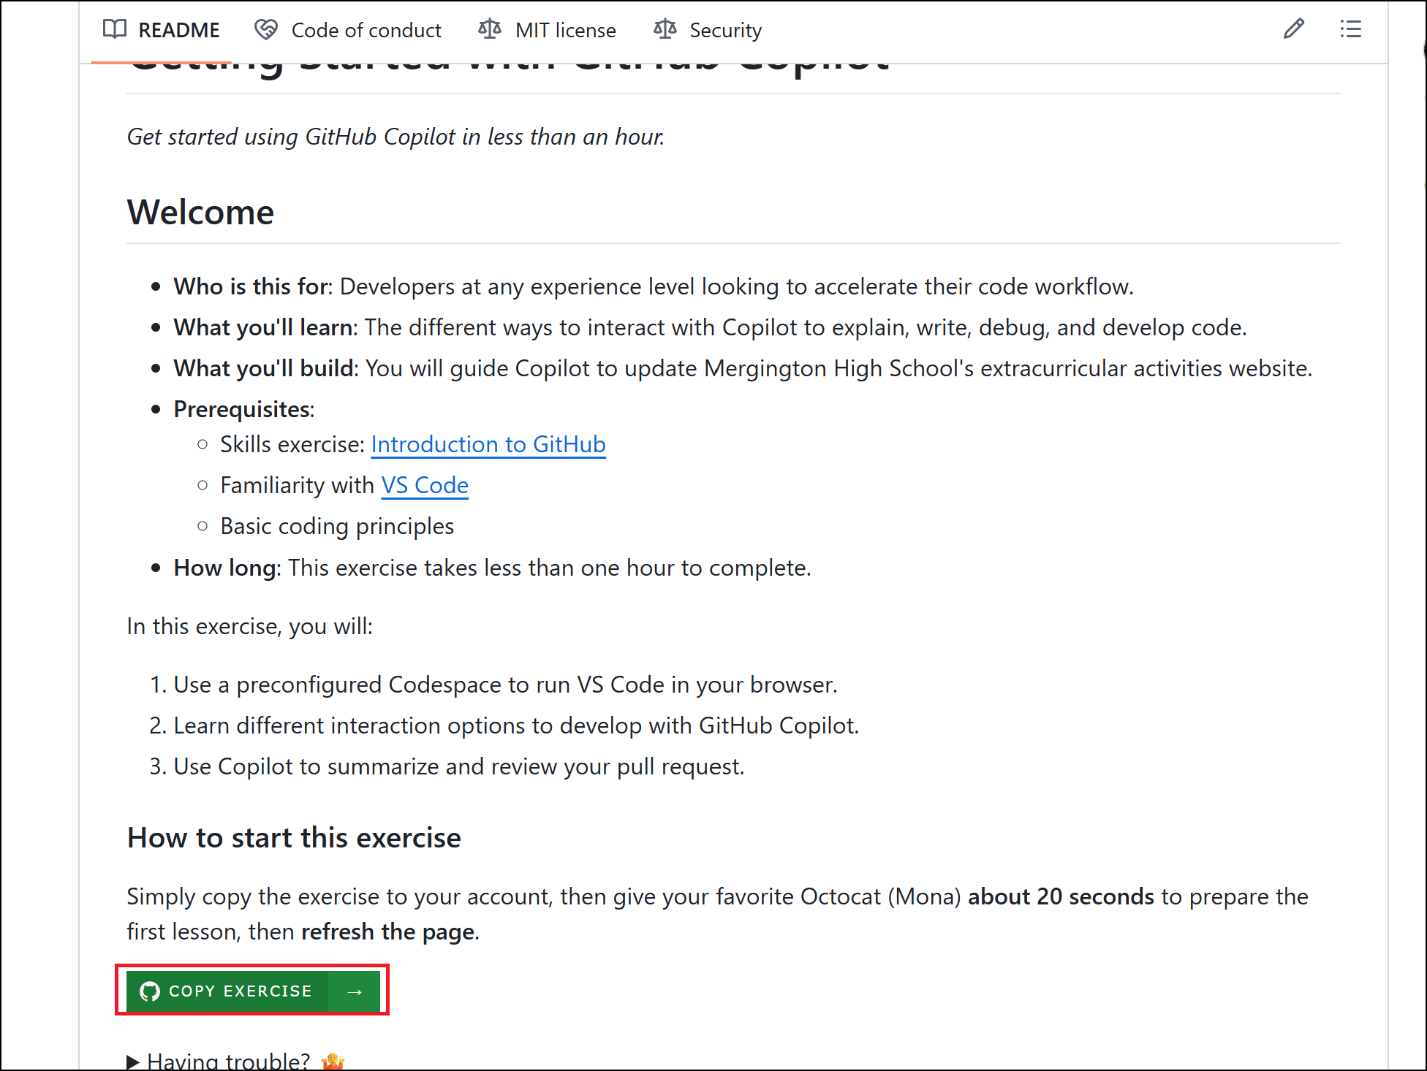 README Code of conduct MIT license Security
Getting Started with GitHub Copilot
Get started using GitHub Copilot in less than an hour.
Welcome
• Who is this for: Developers at any experience level looking to accelerate their code workflow.
• What you'll learn: The different ways to interact with Copilot to explain, write, debug, and develop code.
• What you'll build: You will guide Copilot to update Mergington High School's extracurricular activities website.
• Prerequisites:
○ Skills exercise: Introduction to GitHub
○ Familiarity with VS Code
○ Basic coding principles
• How long: This exercise takes less than one hour to complete.
In this exercise, you will:
1. Use a preconfigured Codespace to run VS Code in your browser.
2. Learn different interaction options to develop with GitHub Copilot.
3. Use Copilot to summarize and review your pull request.
How to start this exercise
Simply copy the exercise to your account, then give your favorite Octocat (Mona) about 20 seconds to prepare the
first lesson, then refresh the page.
COPY EXERCISE →
▶ Having trouble? 🤷